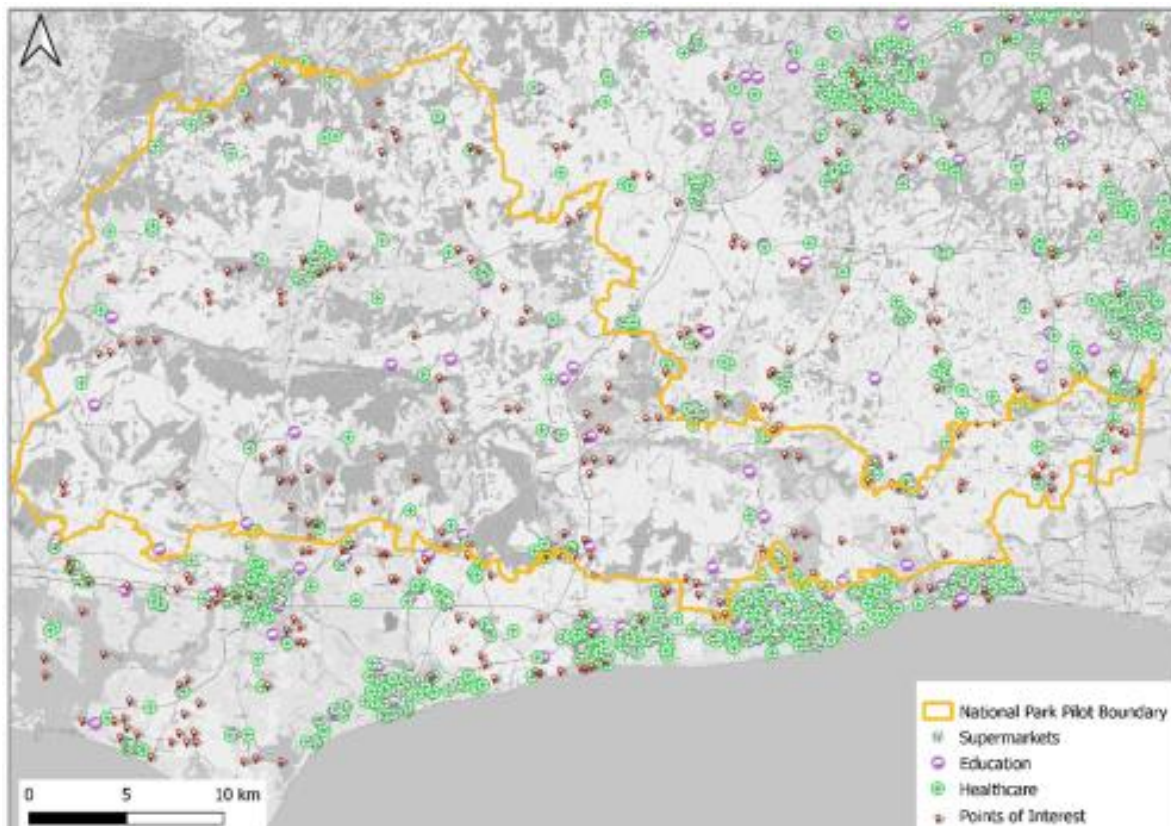 National Park Pilot Boundary
Supermarkets
Education
Healthcare
Points of Interest
0 5 10 km